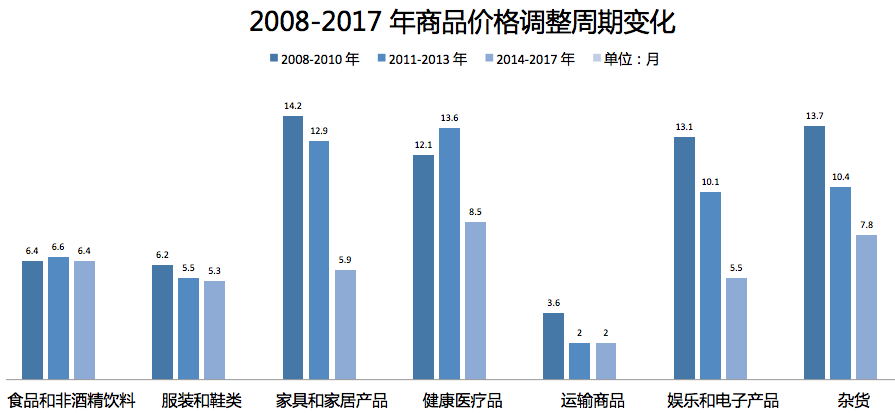 2008-2017 年商品价格调整周期变化
2008-2010 年 2011-2013 年 2014-2017 年 单位：月
14.2 12.9 5.9
12.1 13.6 8.5
13.1 10.1 5.5
13.7 10.4 7.8
6.4 6.6 6.4
6.2 5.5 5.3
3.6 2 2
食品和非酒精饮料 服装和鞋类 家具和家居产品 健康医疗品 运输商品 娱乐和电子产品 杂货